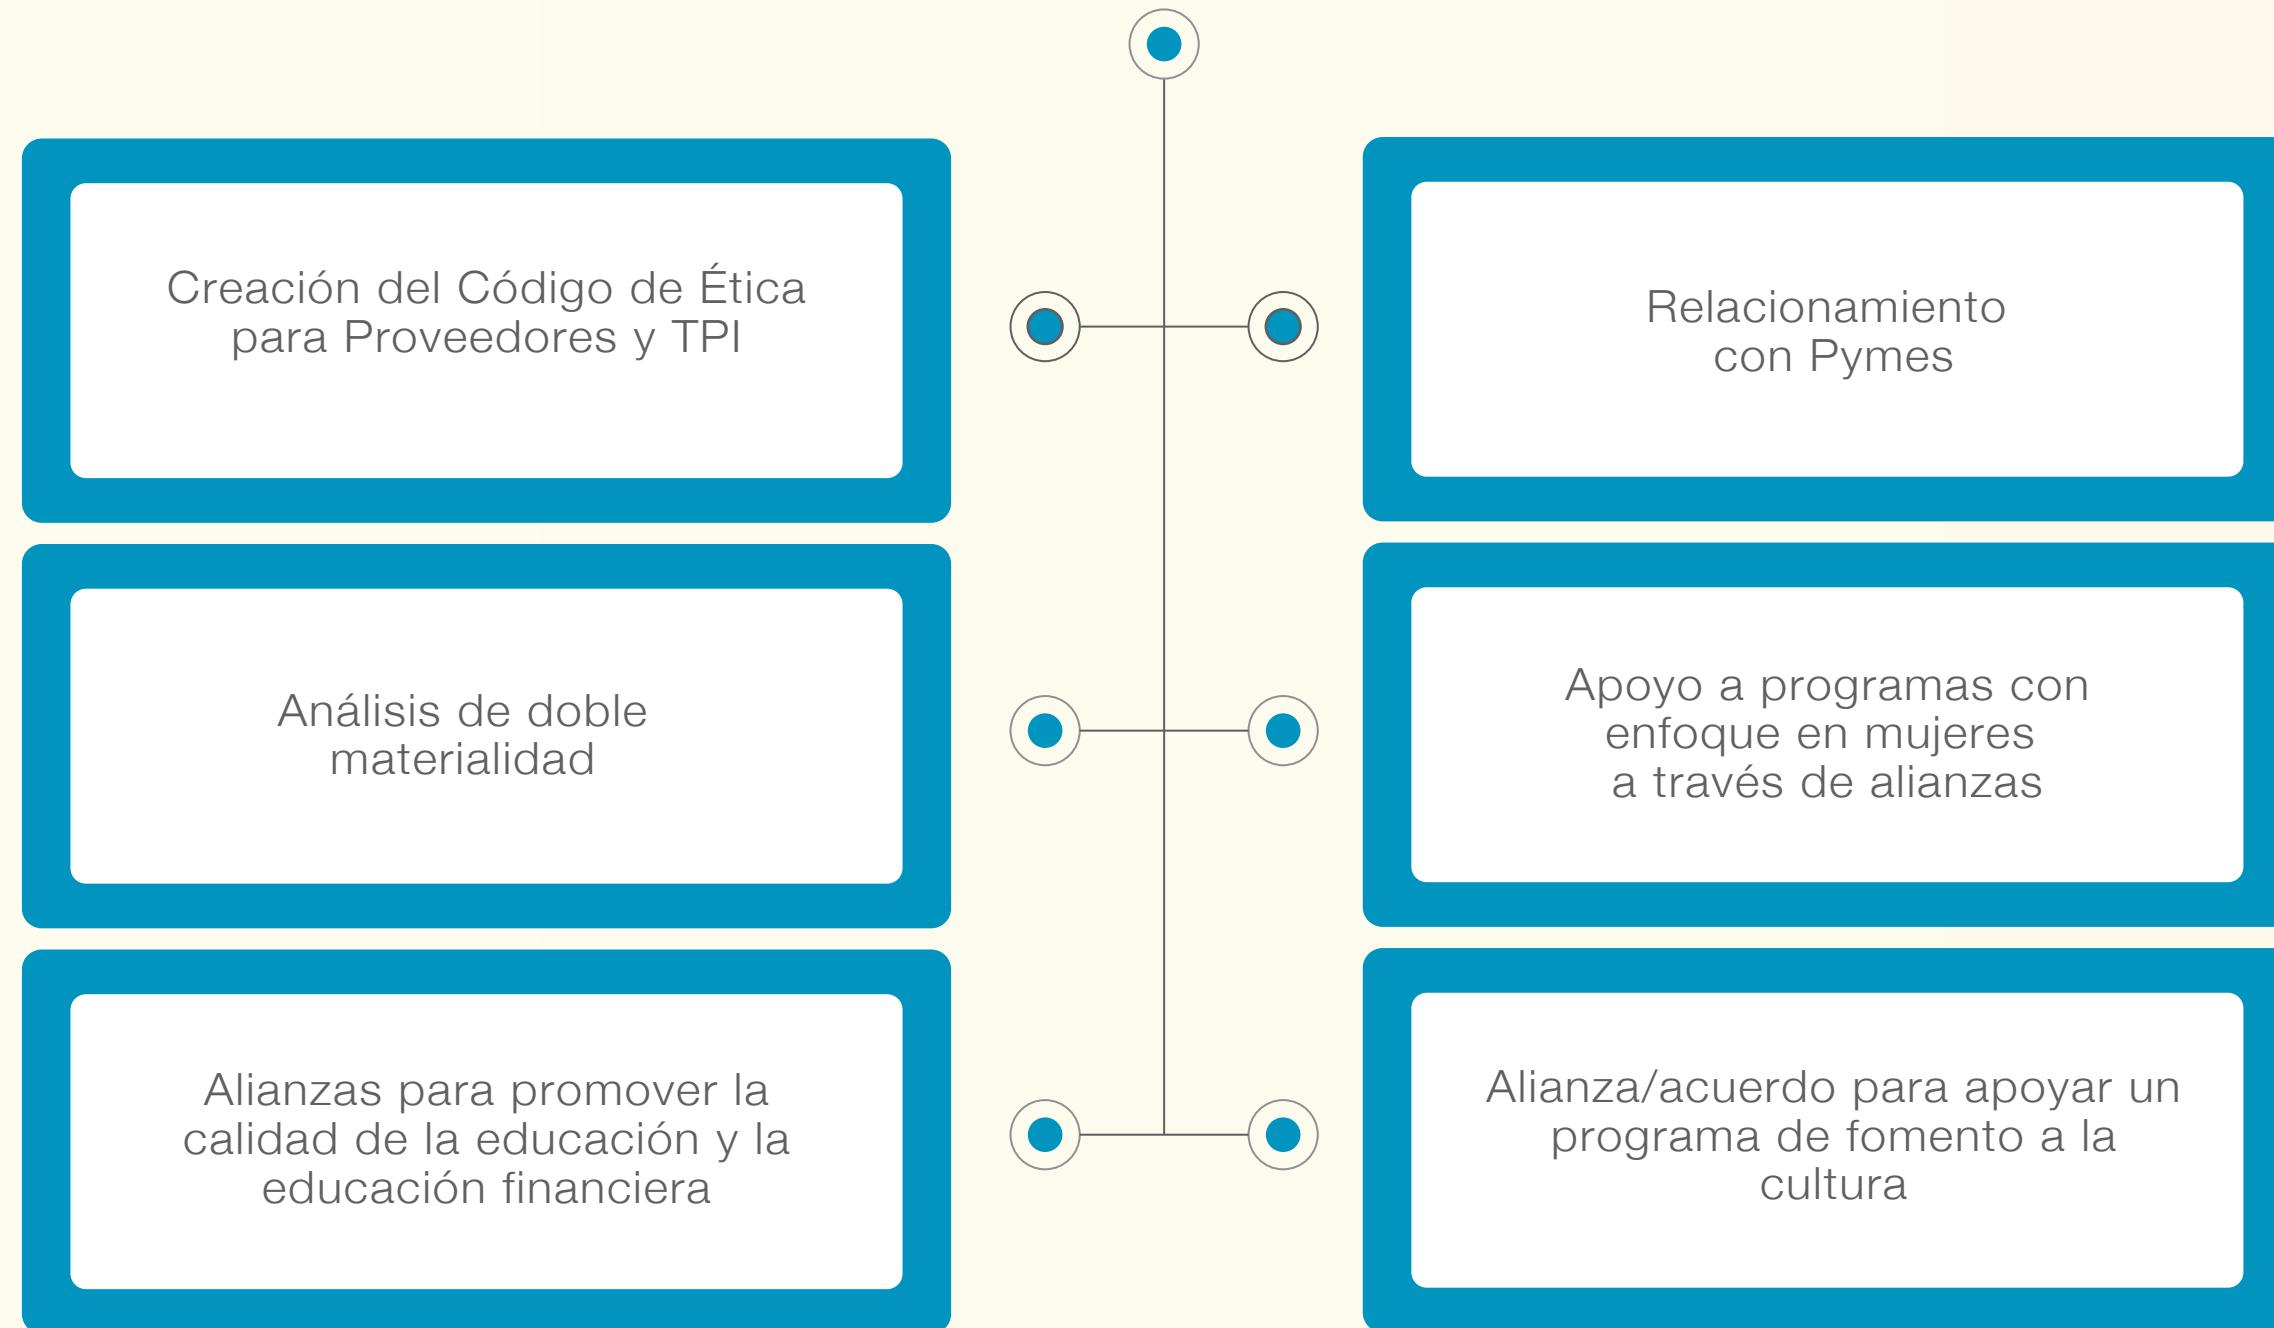 Creación del Código de Ética
para Proveedores y TPI
Relacionamiento
con Pymes
Análisis de doble
materialidad
Apoyo a programas con
enfoque en mujeres
a través de alianzas
Alianzas para promover la
calidad de la educación y la
educación financiera
Alianza/acuerdo para apoyar un
programa de fomento a la
cultura